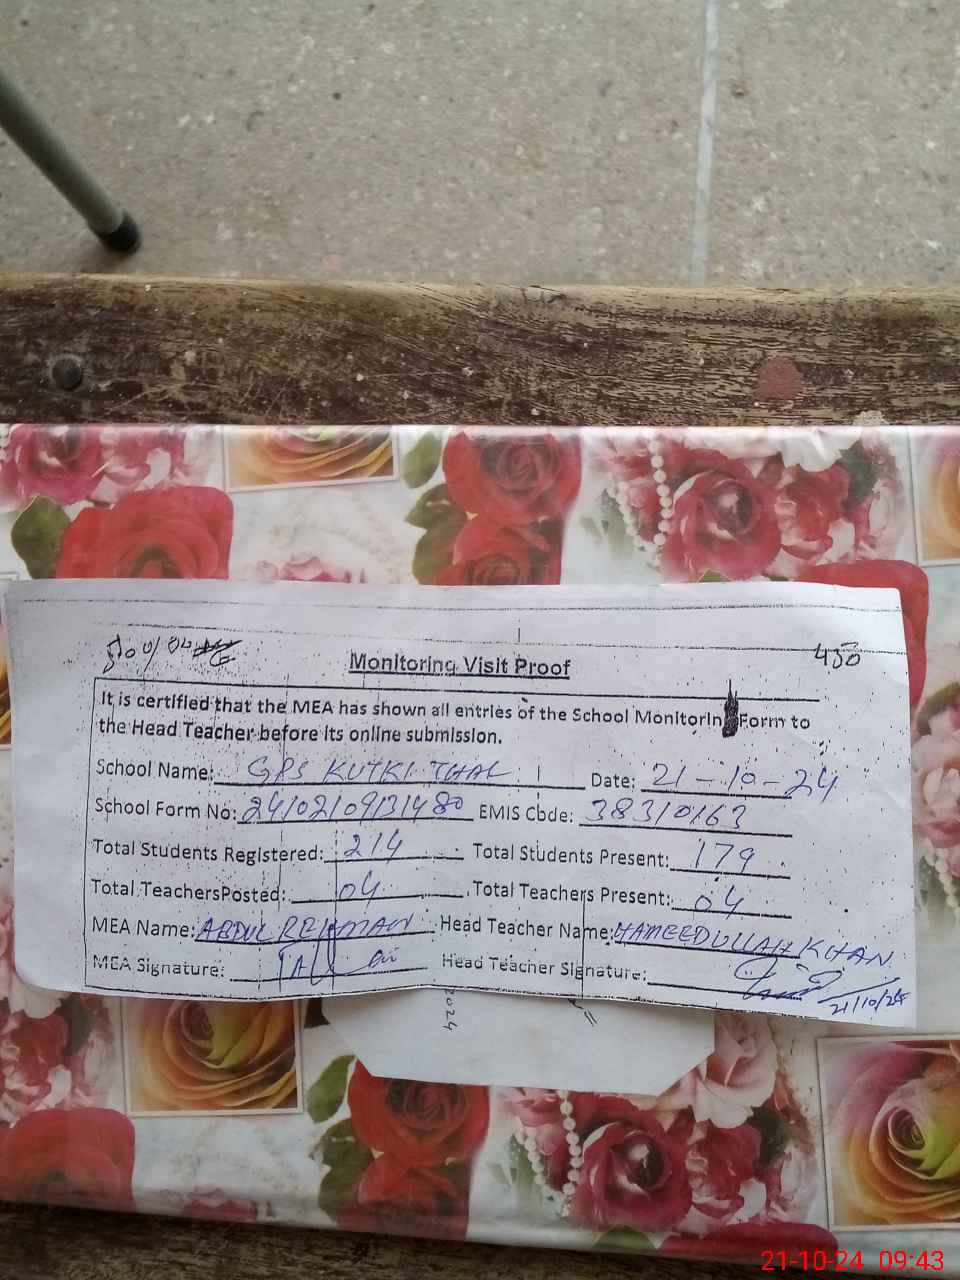 430
Monitoring Visit Proof
It is certified that the MEA has shown all entries of the School Monitoring Form to
the Head Teacher before its online submission.
School Name: GPS KUTKI THAL Date: 21-10-24
School Form No: 24102109131480 EMIS Code: 38310163
Total Students Registered: 214 Total Students Present: 179
Total TeachersPosted: 04 Total Teachers Present: 04
MEA Name: ABDUL REHMAN Head Teacher Name: HAMEEDULLAH KHAN
MEA Signature: Head Teacher Signature:
21/10/24
2024
21-10-24 09:43